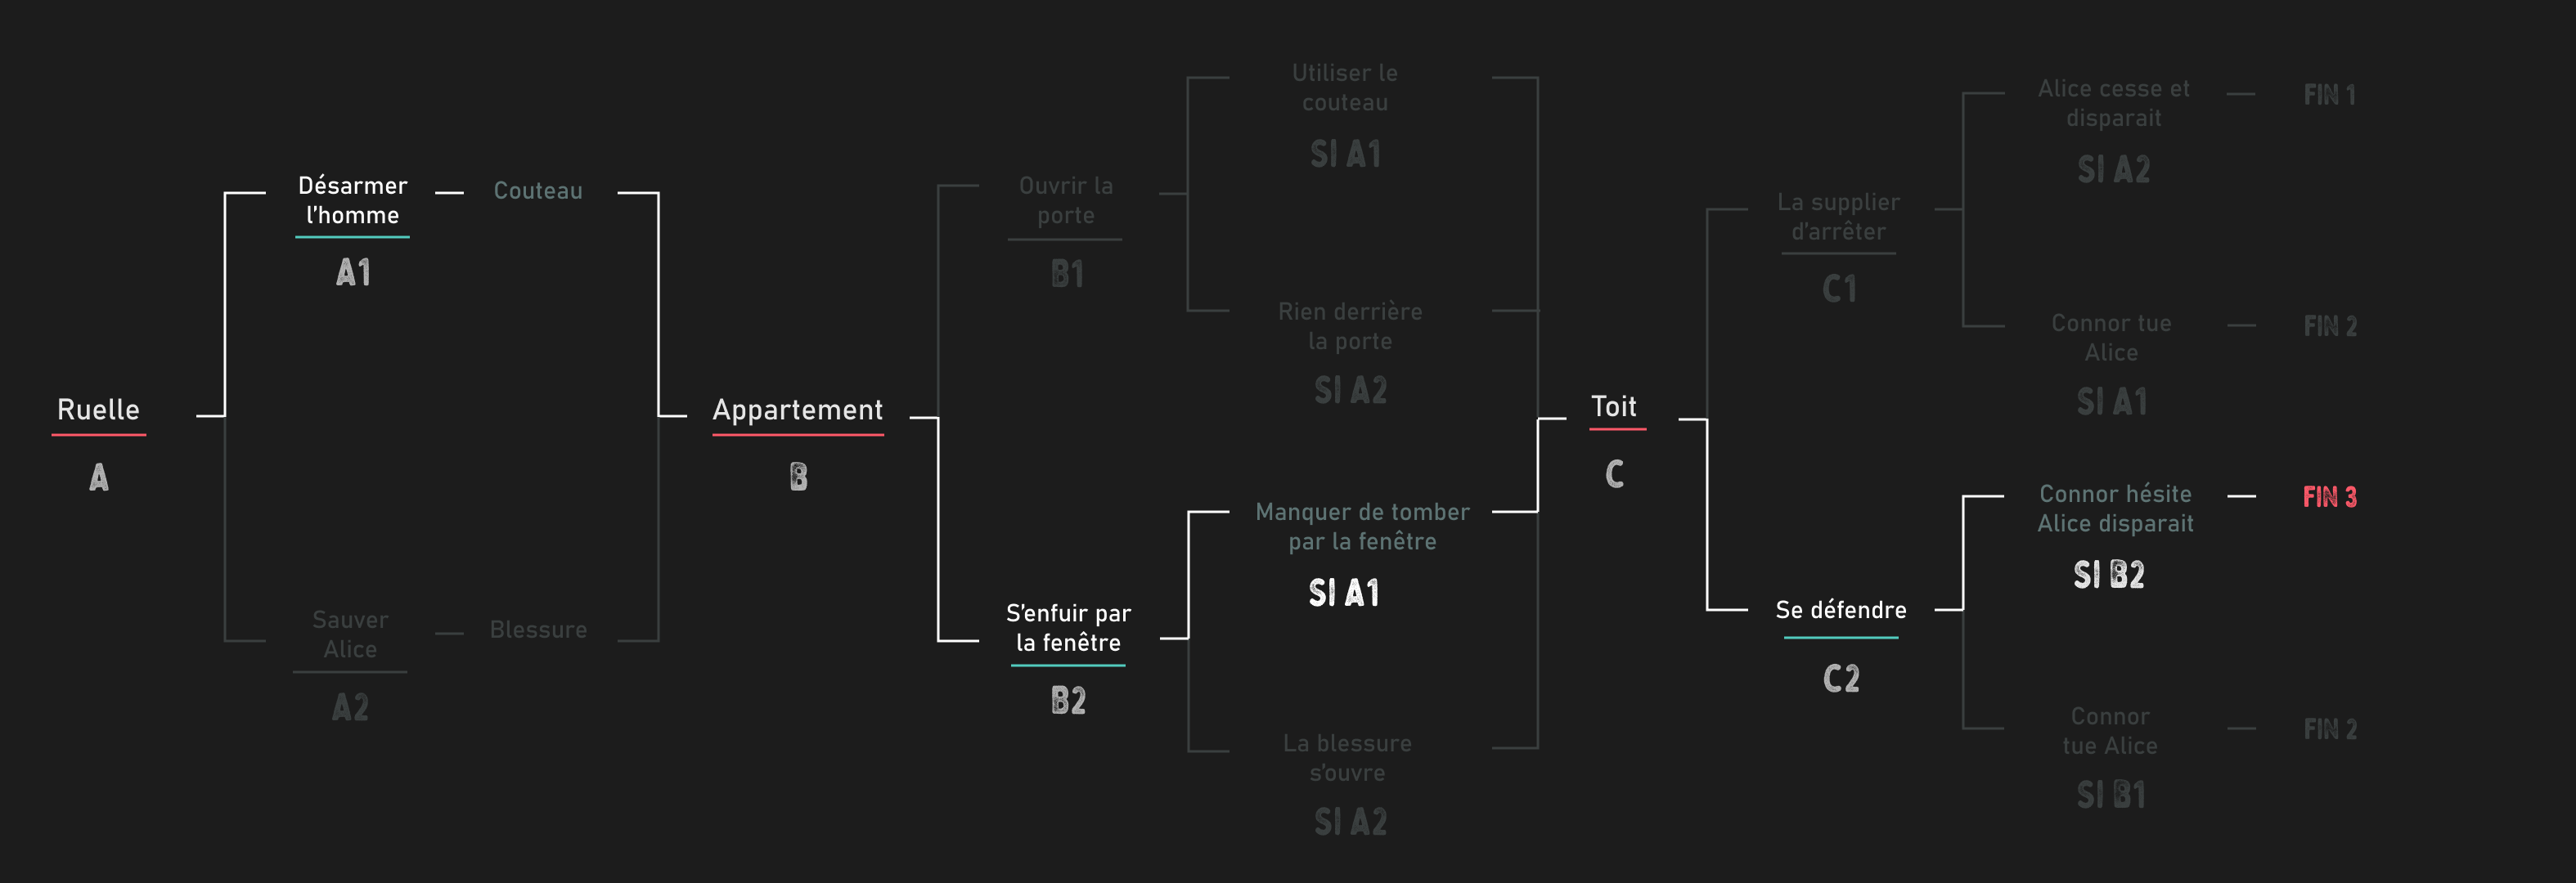 Ruelle
A
Désarmer
l'homme
A1
Couteau
Sauver
Alice
A2
Blessure
Appartement
B
Ouvrir la
porte
B1
Utiliser le
couteau
SI A1
Rien derrière
la porte
SI A2
S'enfuir par
la fenêtre
B2
Manquer de tomber
par la fenêtre
SI A1
La blessure
s'ouvre
SI A2
Toit
C
La supplier
d'arrêter
C1
Alice cesse et
disparait
SI A2
FIN 1
Connor tue
Alice
SI A1
FIN 2
Se défendre
C2
Connor hésite
Alice disparait
SI B2
FIN 3
Connor
tue Alice
SI B1
FIN 2